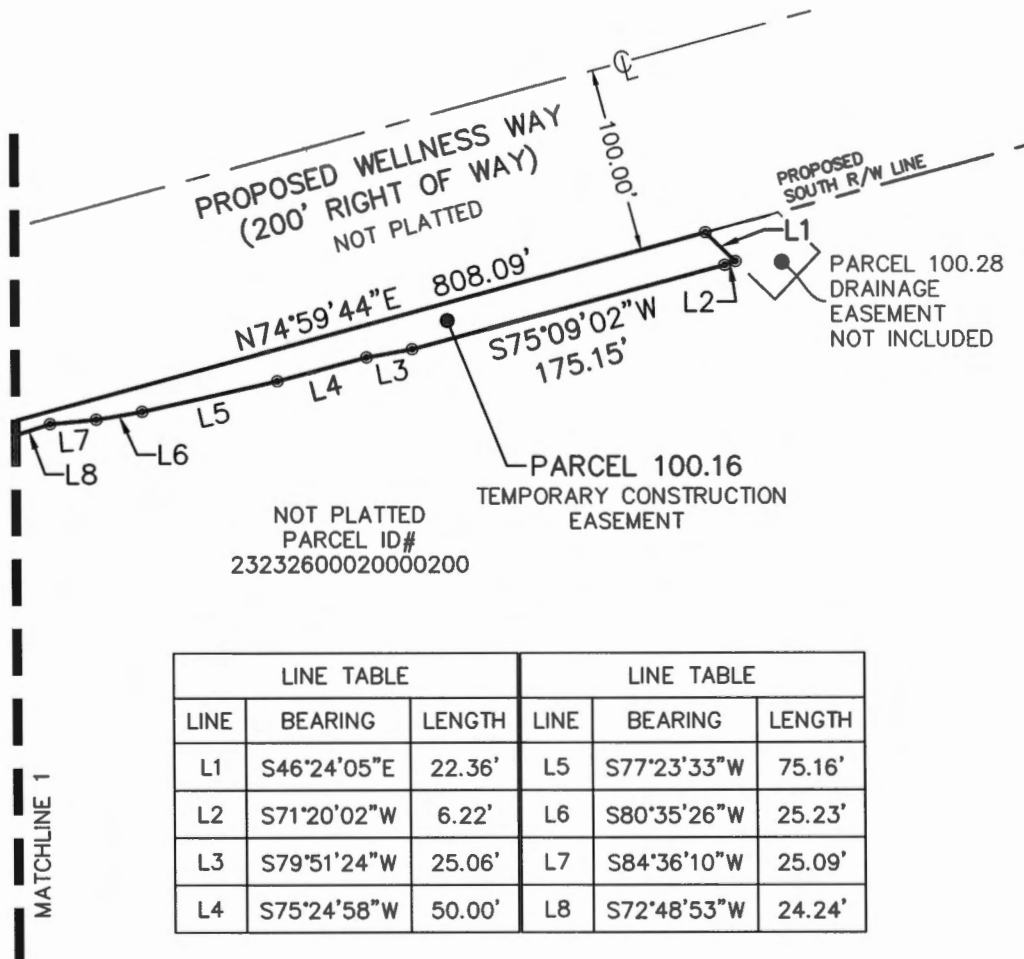 ℄
100.00'
PROPOSED WELLNESS WAY
(200' RIGHT OF WAY)
NOT PLATTED
PROPOSED
SOUTH R/W LINE
L1
PARCEL 100.28
DRAINAGE
EASEMENT
NOT INCLUDED
N74°59'44"E 808.09'
L2
S75°09'02"W
175.15'
L3
L4
L5
L6
L7
L8
PARCEL 100.16
TEMPORARY CONSTRUCTION
EASEMENT
NOT PLATTED
PARCEL ID#
23232600020000200
MATCHLINE 1
LINE TABLE LINE TABLE
LINE BEARING LENGTH LINE BEARING LENGTH
L1 S46°24'05"E 22.36' L5 S77°23'33"W 75.16'
L2 S71°20'02"W 6.22' L6 S80°35'26"W 25.23'
L3 S79°51'24"W 25.06' L7 S84°36'10"W 25.09'
L4 S75°24'58"W 50.00' L8 S72°48'53"W 24.24'